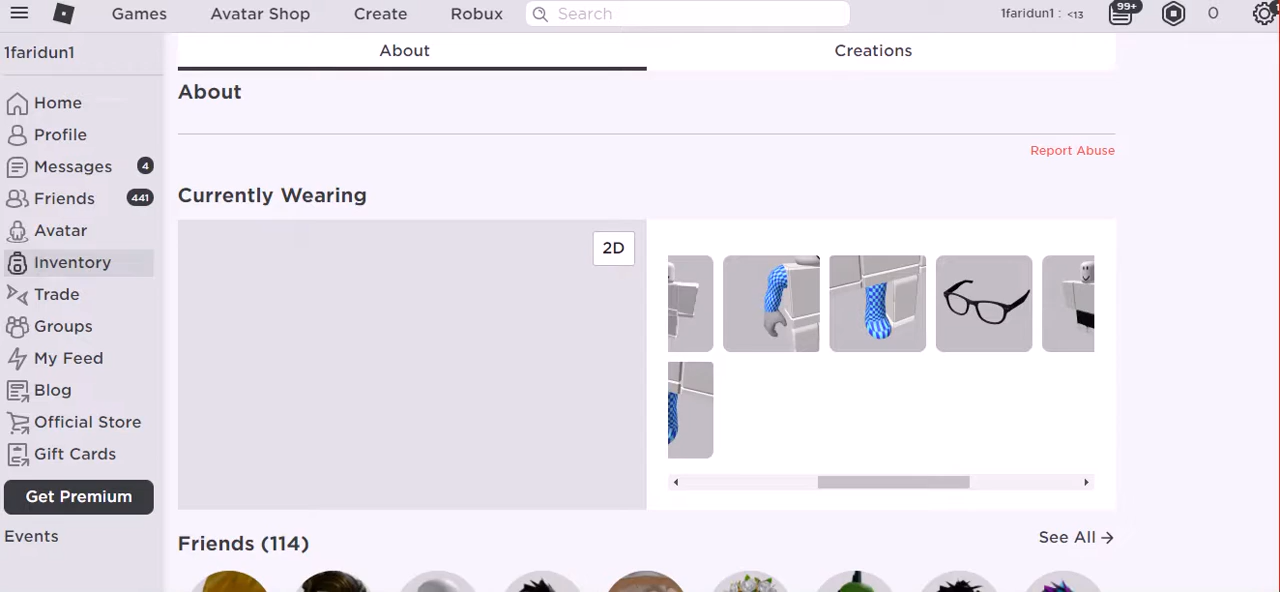 Games Avatar Shop Create Robux Search 1faridun1 : <13 99+ 0
1faridun1
Home
Profile
Messages 4
Friends 441
Avatar
Inventory
Trade
Groups
My Feed
Blog
Official Store
Gift Cards
Get Premium
Events
About Creations
About
Report Abuse
Currently Wearing
2D
Friends (114) See All →